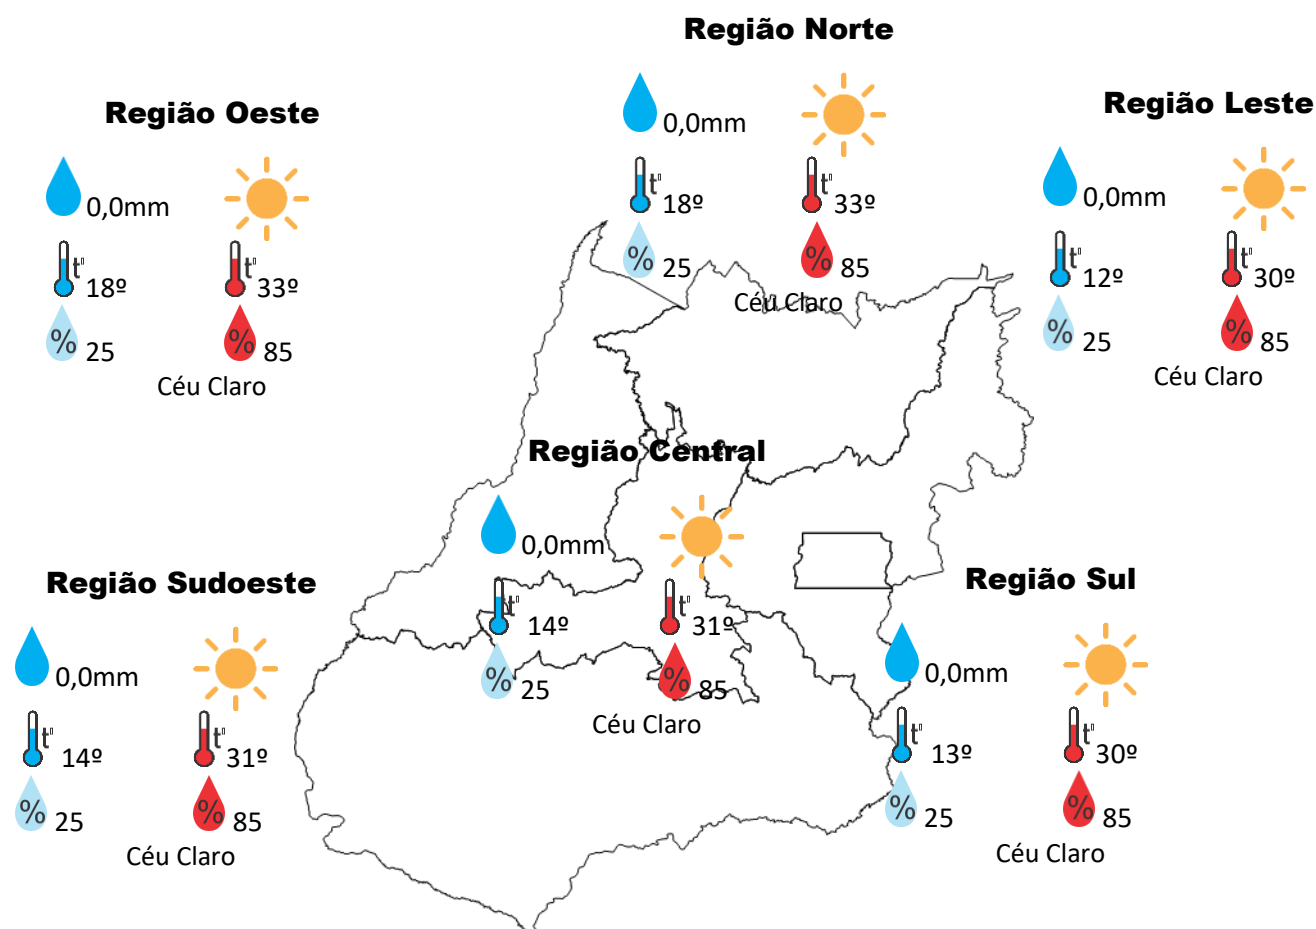 Região Norte
0,0mm
t°
18º
t°
33º
%
25
%
85
Céu Claro
Região Oeste
0,0mm
t°
18º
t°
33º
%
25
%
85
Céu Claro
Região Leste
0,0mm
t°
12º
t°
30º
%
25
%
85
Céu Claro
Região Central
0,0mm
t°
14º
t°
31º
%
25
%
85
Céu Claro
Região Sudoeste
0,0mm
t°
14º
t°
31º
%
25
%
85
Céu Claro
Região Sul
0,0mm
t°
13º
t°
30º
%
25
%
85
Céu Claro